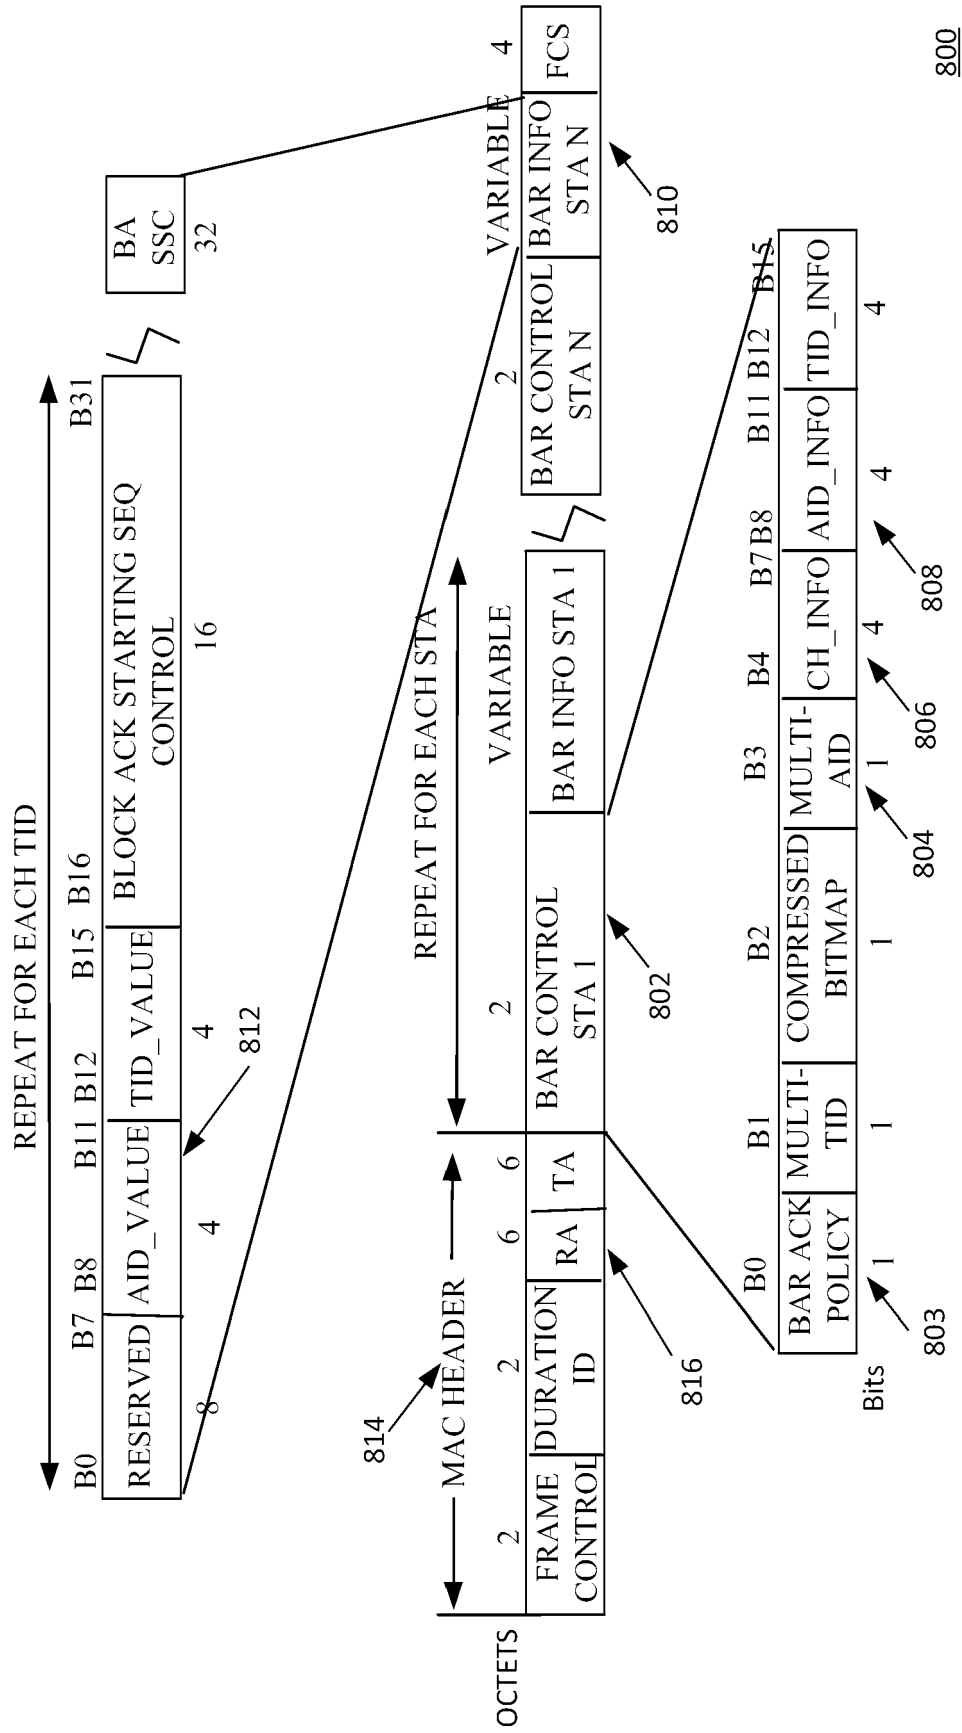 REPEAT FOR EACH TID
B0 B7 B8 B11 B12 B15 B16 B31
RESERVED AID_VALUE TID_VALUE BLOCK ACK STARTING SEQ CONTROL BA SSC
8 4 4 16 32
812
REPEAT FOR EACH STA
814
MAC HEADER
OCTETS 2 2 6 6 2 VARIABLE 2 VARIABLE 4
FRAME CONTROL DURATION ID RA TA BAR CONTROL STA 1 BAR INFO STA 1 BAR CONTROL STA N BAR INFO STA N FCS
816 802 810
B0 B1 B2 B3 B4 B7 B8 B11 B12 B15
BAR ACK POLICY MULTI-TID COMPRESSED BITMAP MULTI-AID CH_INFO AID_INFO TID_INFO
Bits 1 1 1 1 4 4 4
803 804 806 808
800